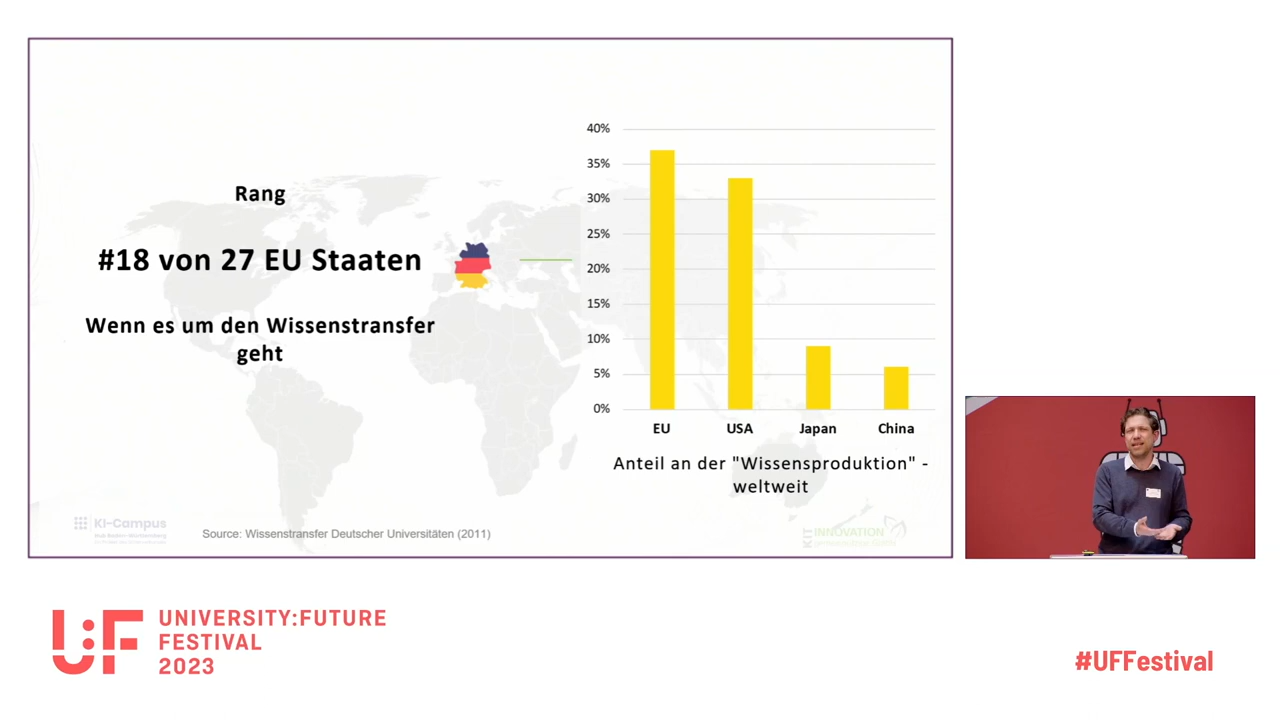 Rang
#18 von 27 EU Staaten
Wenn es um den Wissenstransfer
geht
40%
35%
30%
25%
20%
15%
10%
5%
0%
EU
USA
Japan
China
Anteil an der "Wissensproduktion" -
weltweit
KI-Campus
Source: Wissenstransfer Deutscher Universitäten (2011)
KIT
INNOVATION
U:F
UNIVERSITY:FUTURE
FESTIVAL
2023
#UFFestival